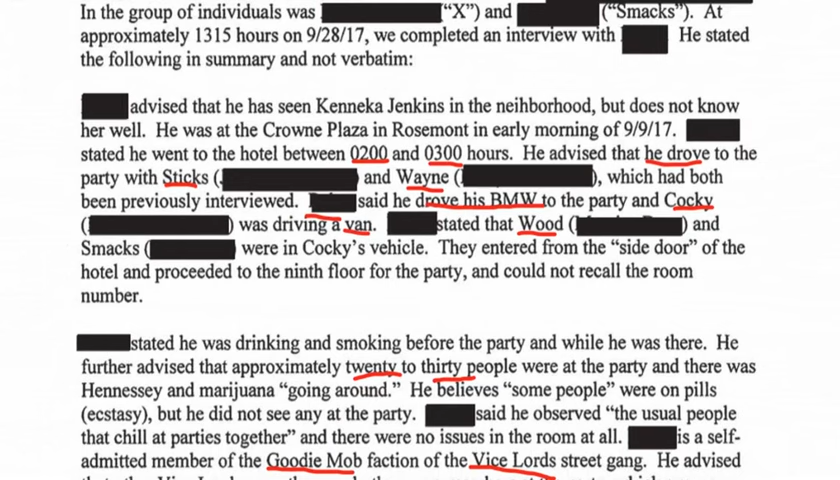 In the group of individuals was ("X") and ("Smacks"). At
approximately 1315 hours on 9/28/17, we completed an interview with He stated
the following in summary and not verbatim:
advised that he has seen Kenneka Jenkins in the neihborhood, but does not know
her well. He was at the Crowne Plaza in Rosemont in early morning of 9/9/17.
stated he went to the hotel between 0200 and 0300 hours. He advised that he drove to the
party with Sticks ( and Wayne ( ), which had both
been previously interviewed. said he drove his BMW to the party and Cocky
( ) was driving a van. stated that Wood ( ) and
Smacks ( were in Cocky's vehicle. They entered from the "side door" of the
hotel and proceeded to the ninth floor for the party, and could not recall the room
number.
stated he was drinking and smoking before the party and while he was there. He
further advised that approximately twenty to thirty people were at the party and there was
Hennessey and marijuana "going around." He believes "some people" were on pills
(ecstasy), but he did not see any at the party. said he observed "the usual people
that chill at parties together" and there were no issues in the room at all. is a self-
admitted member of the Goodie Mob faction of the Vice Lords street gang. He advised